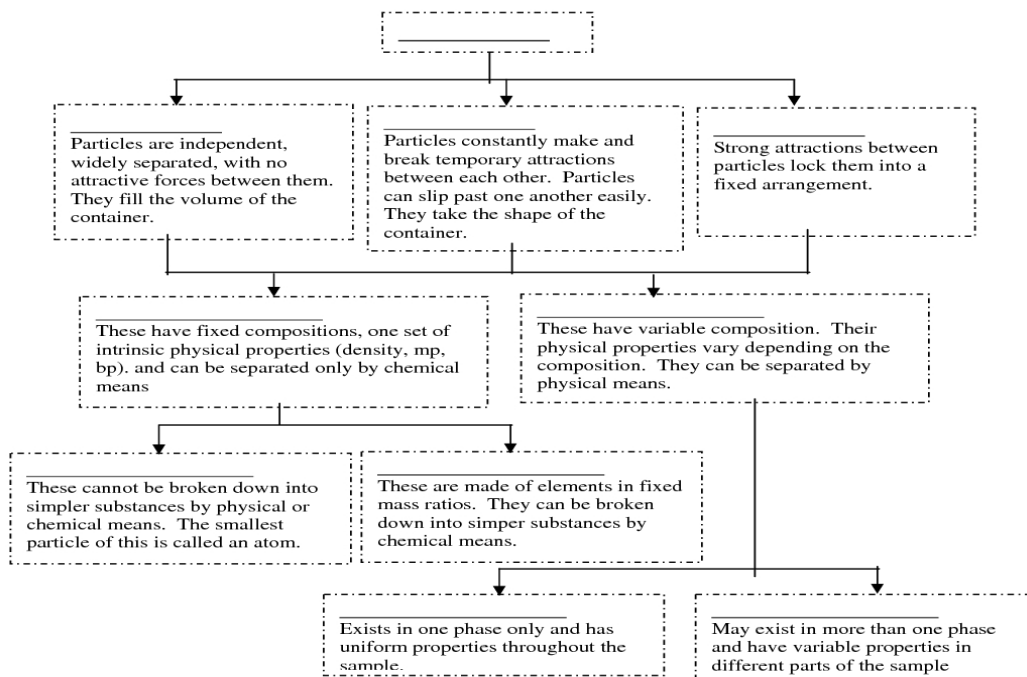 Particles are independent,
widely separated, with no
attractive forces between them.
They fill the volume of the
container.
Particles constantly make and
break temporary attractions
between each other. Particles
can slip past one another easily.
They take the shape of the
container.
Strong attractions between
particles lock them into a
fixed arrangement.
These have fixed compositions, one set of
intrinsic physical properties (density, mp,
bp). and can be separated only by chemical
means
These have variable composition. Their
physical properties vary depending on the
composition. They can be separated by
physical means.
These cannot be broken down into
simpler substances by physical or
chemical means. The smallest
particle of this is called an atom.
These are made of elements in fixed
mass ratios. They can be broken
down into simper substances by
chemical means.
Exists in one phase only and has
uniform properties throughout the
sample.
May exist in more than one phase
and have variable properties in
different parts of the sample